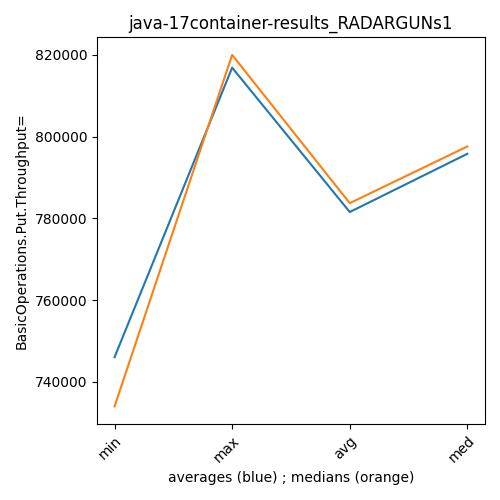 java-17container-results_RADARGUNs1
BasicOperations.Put.Throughput=
820000
800000
780000
760000
740000
min
max
avg
med
averages (blue) ; medians (orange)